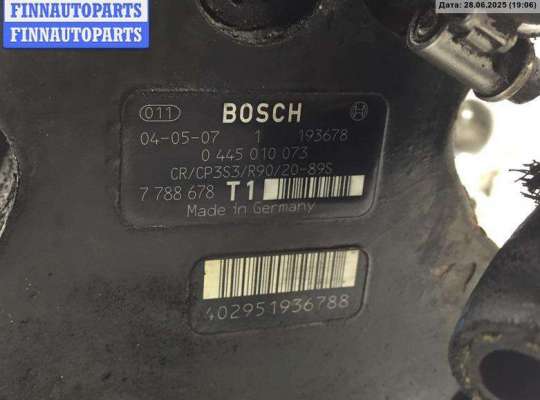 FINNAUTOPARTS
FINNAUTOPARTS
FINNAUTOPARTS
Дата: 28.06.2025 (19:06)
011 BOSCH
04-05-07 1 193678
0 445 010 073
CR/CP3S3/R90/20-89S
7 788 678 T1
Made in Germany
402951936788